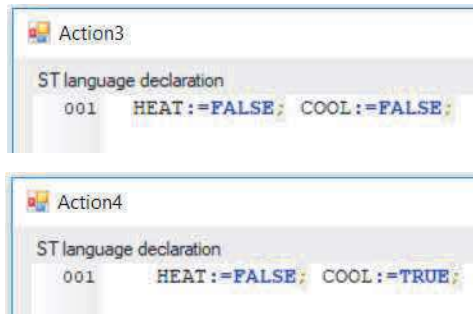 Action3
ST language declaration
001 HEAT:=FALSE; COOL:=FALSE;
Action4
ST language declaration
001 HEAT:=FALSE; COOL:=TRUE;